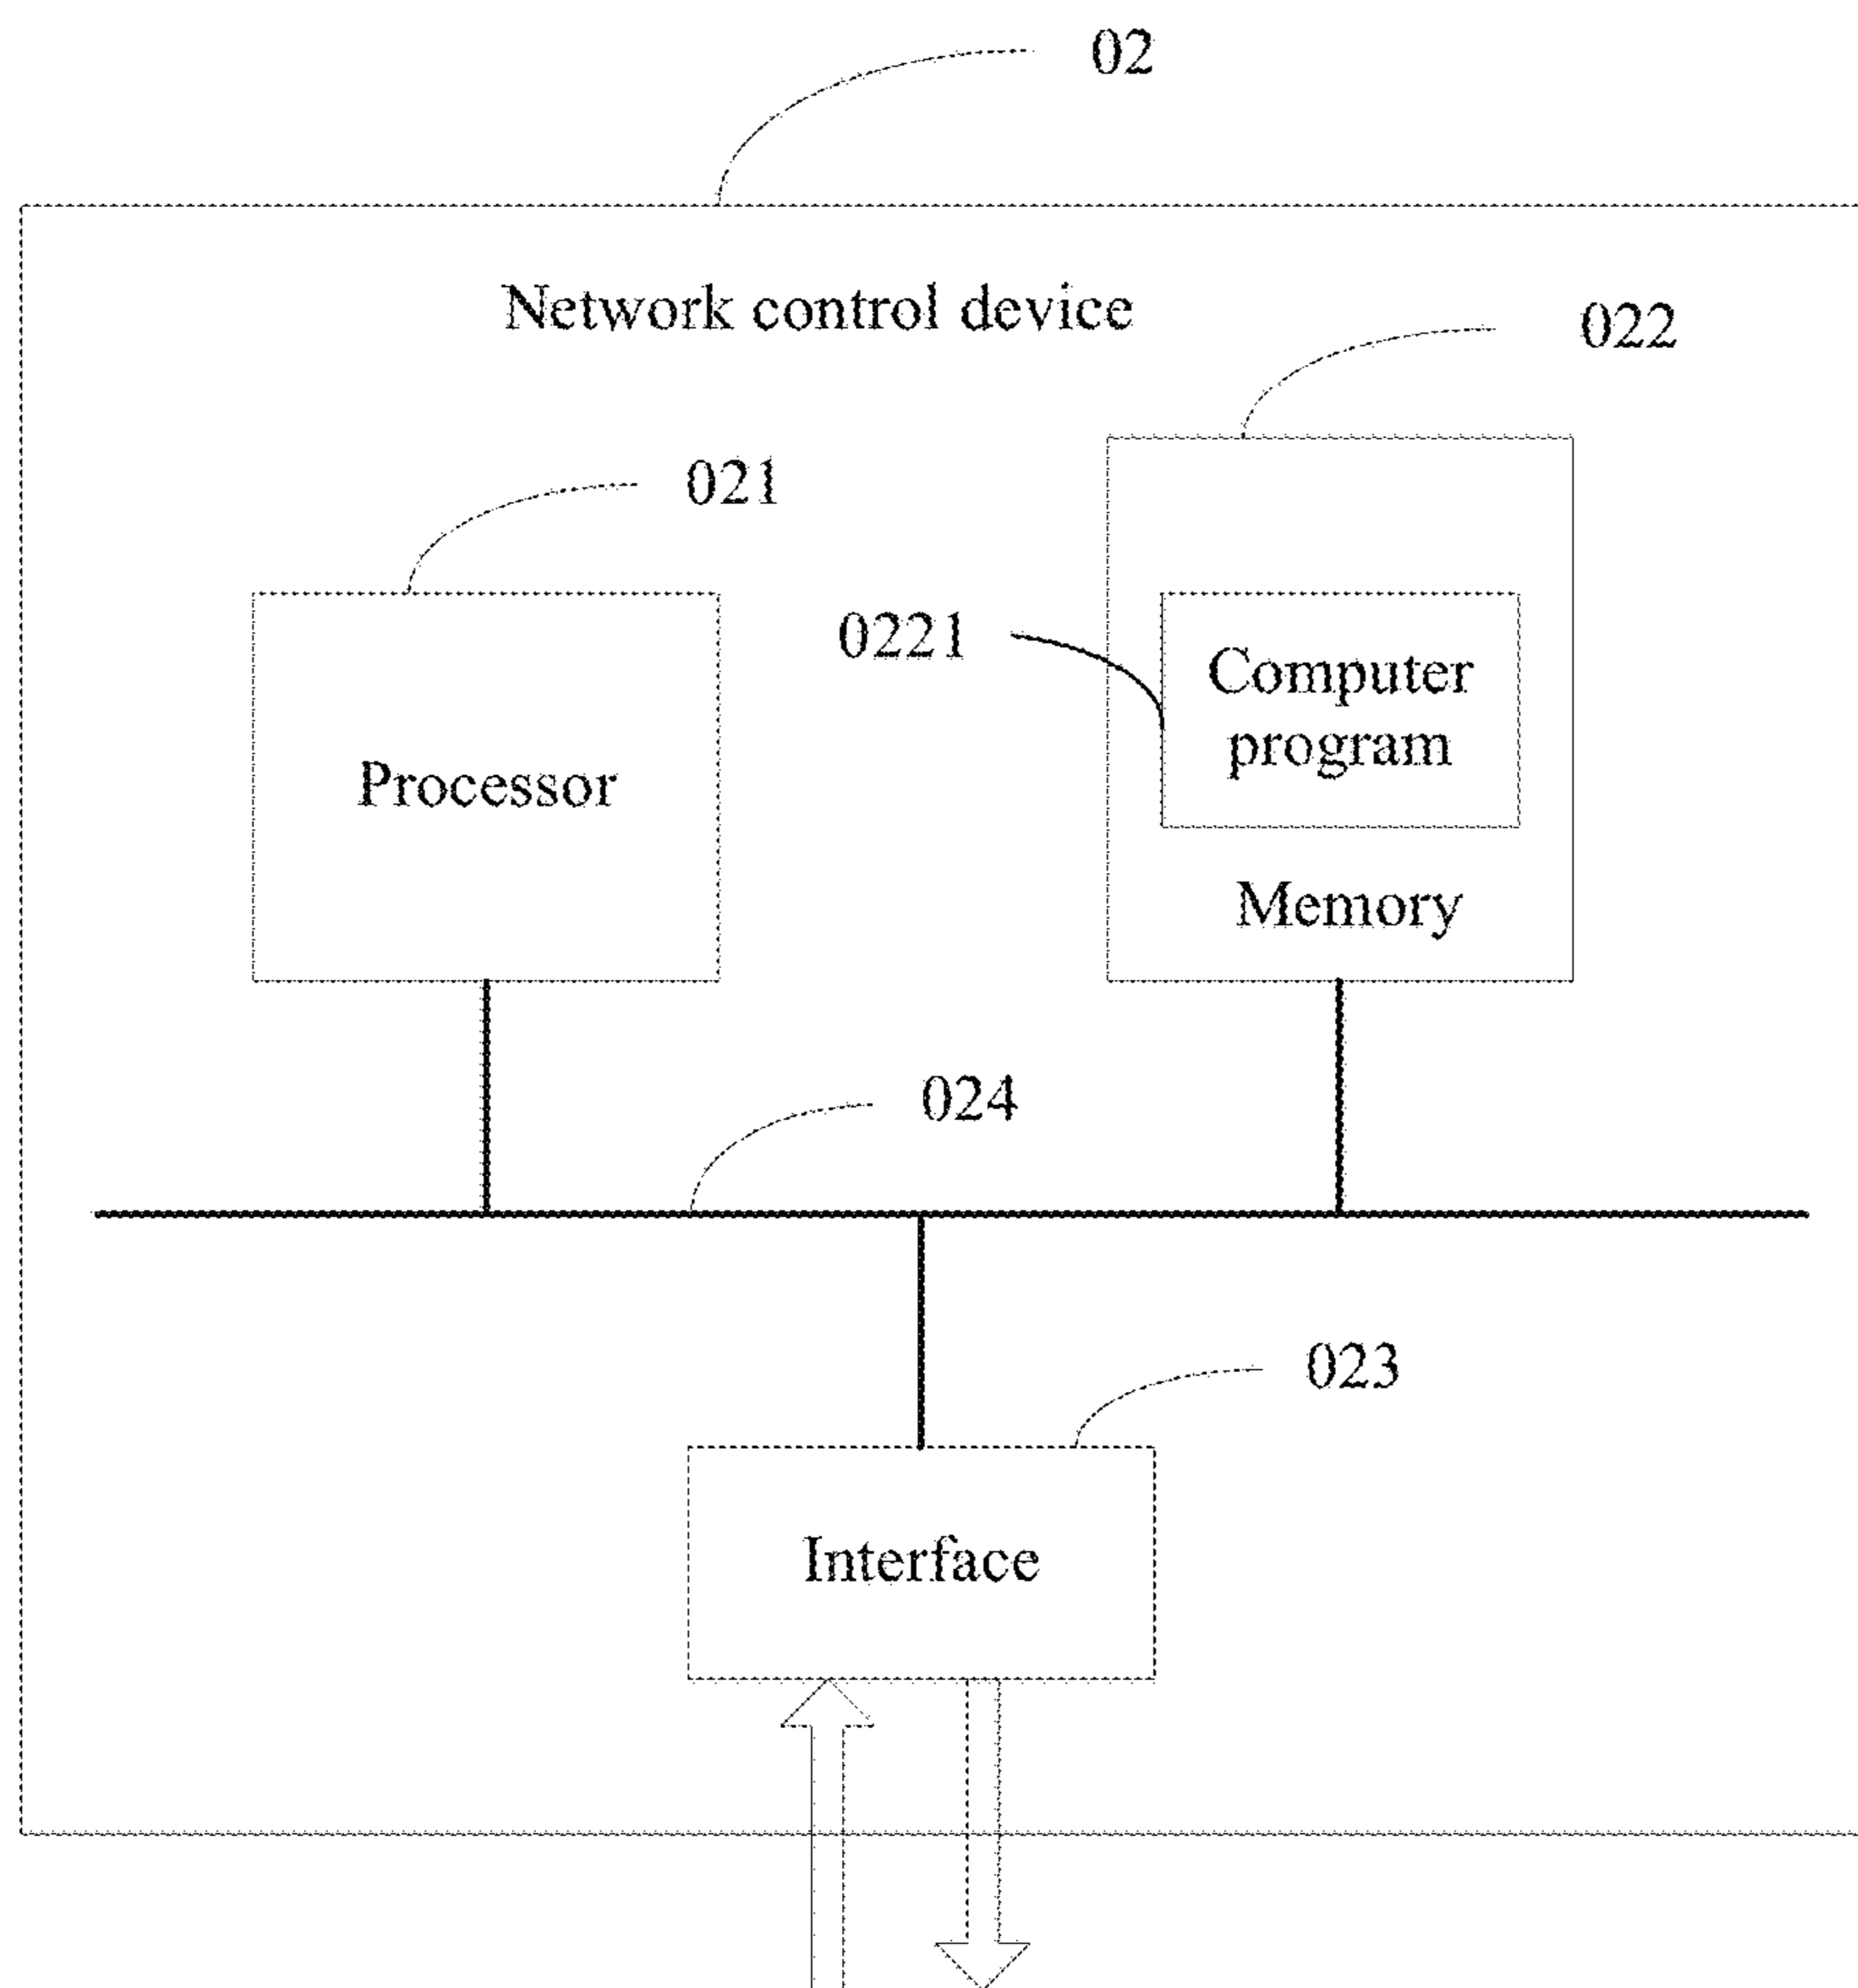 02
Network control device
022
021
0221
Computer
program
Processor
Memory
024
023
Interface